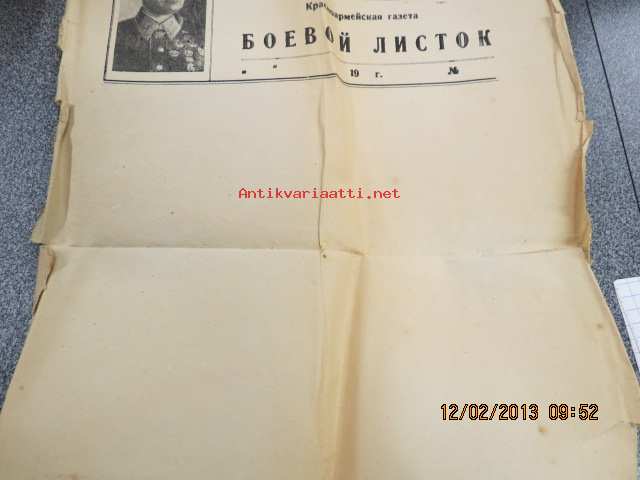 Красноармейская газета
БОЕВОЙ ЛИСТОК
„ “ 19 г. №
Antikvariaatti.net
12/02/2013 09:52